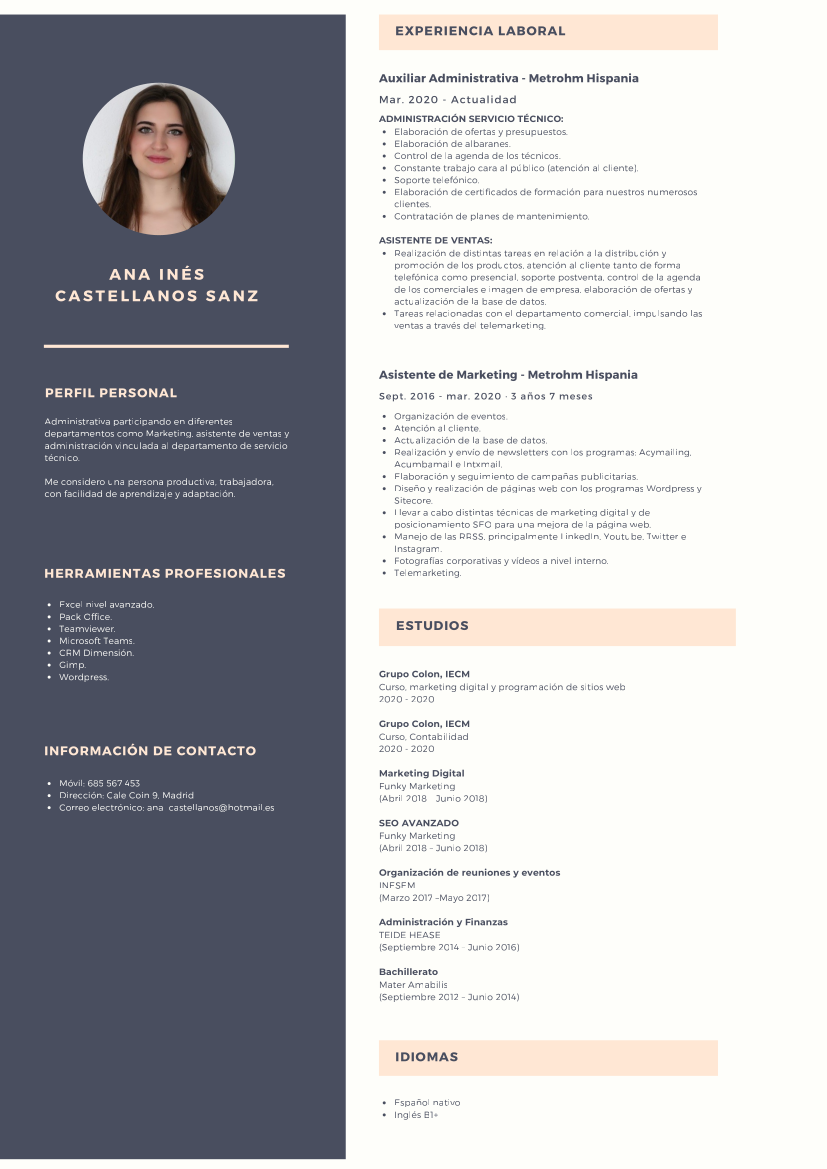 ANA INÉS
CASTELLANOS SANZ
PERFIL PERSONAL
Administrativa participando en diferentes
departamentos como Marketing, asistente de ventas y
administración vinculada al departamento de servicio
técnico.
Me considero una persona productiva, trabajadora,
con facilidad de aprendizaje y adaptación.
HERRAMIENTAS PROFESIONALES
• Excel nivel avanzado.
• Pack Office.
• Teamviewer.
• Microsoft Teams.
• CRM Dimensión.
• Gimp.
• Wordpress.
INFORMACIÓN DE CONTACTO
• Móvil: 685 567 453
• Dirección: Cale Coin 9, Madrid
• Correo electrónico: ana_castellanos@hotmail.es
EXPERIENCIA LABORAL
Auxiliar Administrativa - Metrohm Hispania
Mar. 2020 - Actualidad
ADMINISTRACIÓN SERVICIO TÉCNICO:
• Elaboración de ofertas y presupuestos.
• Elaboración de albaranes.
• Control de la agenda de los técnicos.
• Constante trabajo cara al público (atención al cliente).
• Soporte telefónico.
• Elaboración de certificados de formación para nuestros numerosos
clientes.
• Contratación de planes de mantenimiento.
ASISTENTE DE VENTAS:
• Realización de distintas tareas en relación a la distribución y
promoción de los productos, atención al cliente tanto de forma
telefónica como presencial, soporte postventa, control de la agenda
de los comerciales e imagen de empresa, elaboración de ofertas y
actualización de la base de datos.
• Tareas relacionadas con el departamento comercial, impulsando las
ventas a través del telemarketing.
Asistente de Marketing - Metrohm Hispania
Sept. 2016 - mar. 2020 · 3 años 7 meses
• Organización de eventos.
• Atención al cliente.
• Actualización de la base de datos.
• Realización y envío de newsletters con los programas: Acymailing,
Acumbamail e Intxmail.
• Elaboración y seguimiento de campañas publicitarias.
• Diseño y realización de páginas web con los programas Wordpress y
Sitecore.
• Llevar a cabo distintas técnicas de marketing digital y de
posicionamiento SEO para una mejora de la página web.
• Manejo de las RRSS, principalmente LinkedIn, Youtube, Twitter e
Instagram.
• Fotografías corporativas y vídeos a nivel interno.
• Telemarketing.
ESTUDIOS
Grupo Colon, IECM
Curso, marketing digital y programación de sitios web
2020 - 2020
Grupo Colon, IECM
Curso, Contabilidad
2020 - 2020
Marketing Digital
Funky Marketing
(Abril 2018 - Junio 2018)
SEO AVANZADO
Funky Marketing
(Abril 2018 - Junio 2018)
Organización de reuniones y eventos
INESEM
(Marzo 2017 -Mayo 2017)
Administración y Finanzas
TEIDE HEASE
(Septiembre 2014 - Junio 2016)
Bachillerato
Mater Amabilis
(Septiembre 2012 - Junio 2014)
IDIOMAS
• Español nativo
• Inglés B1+